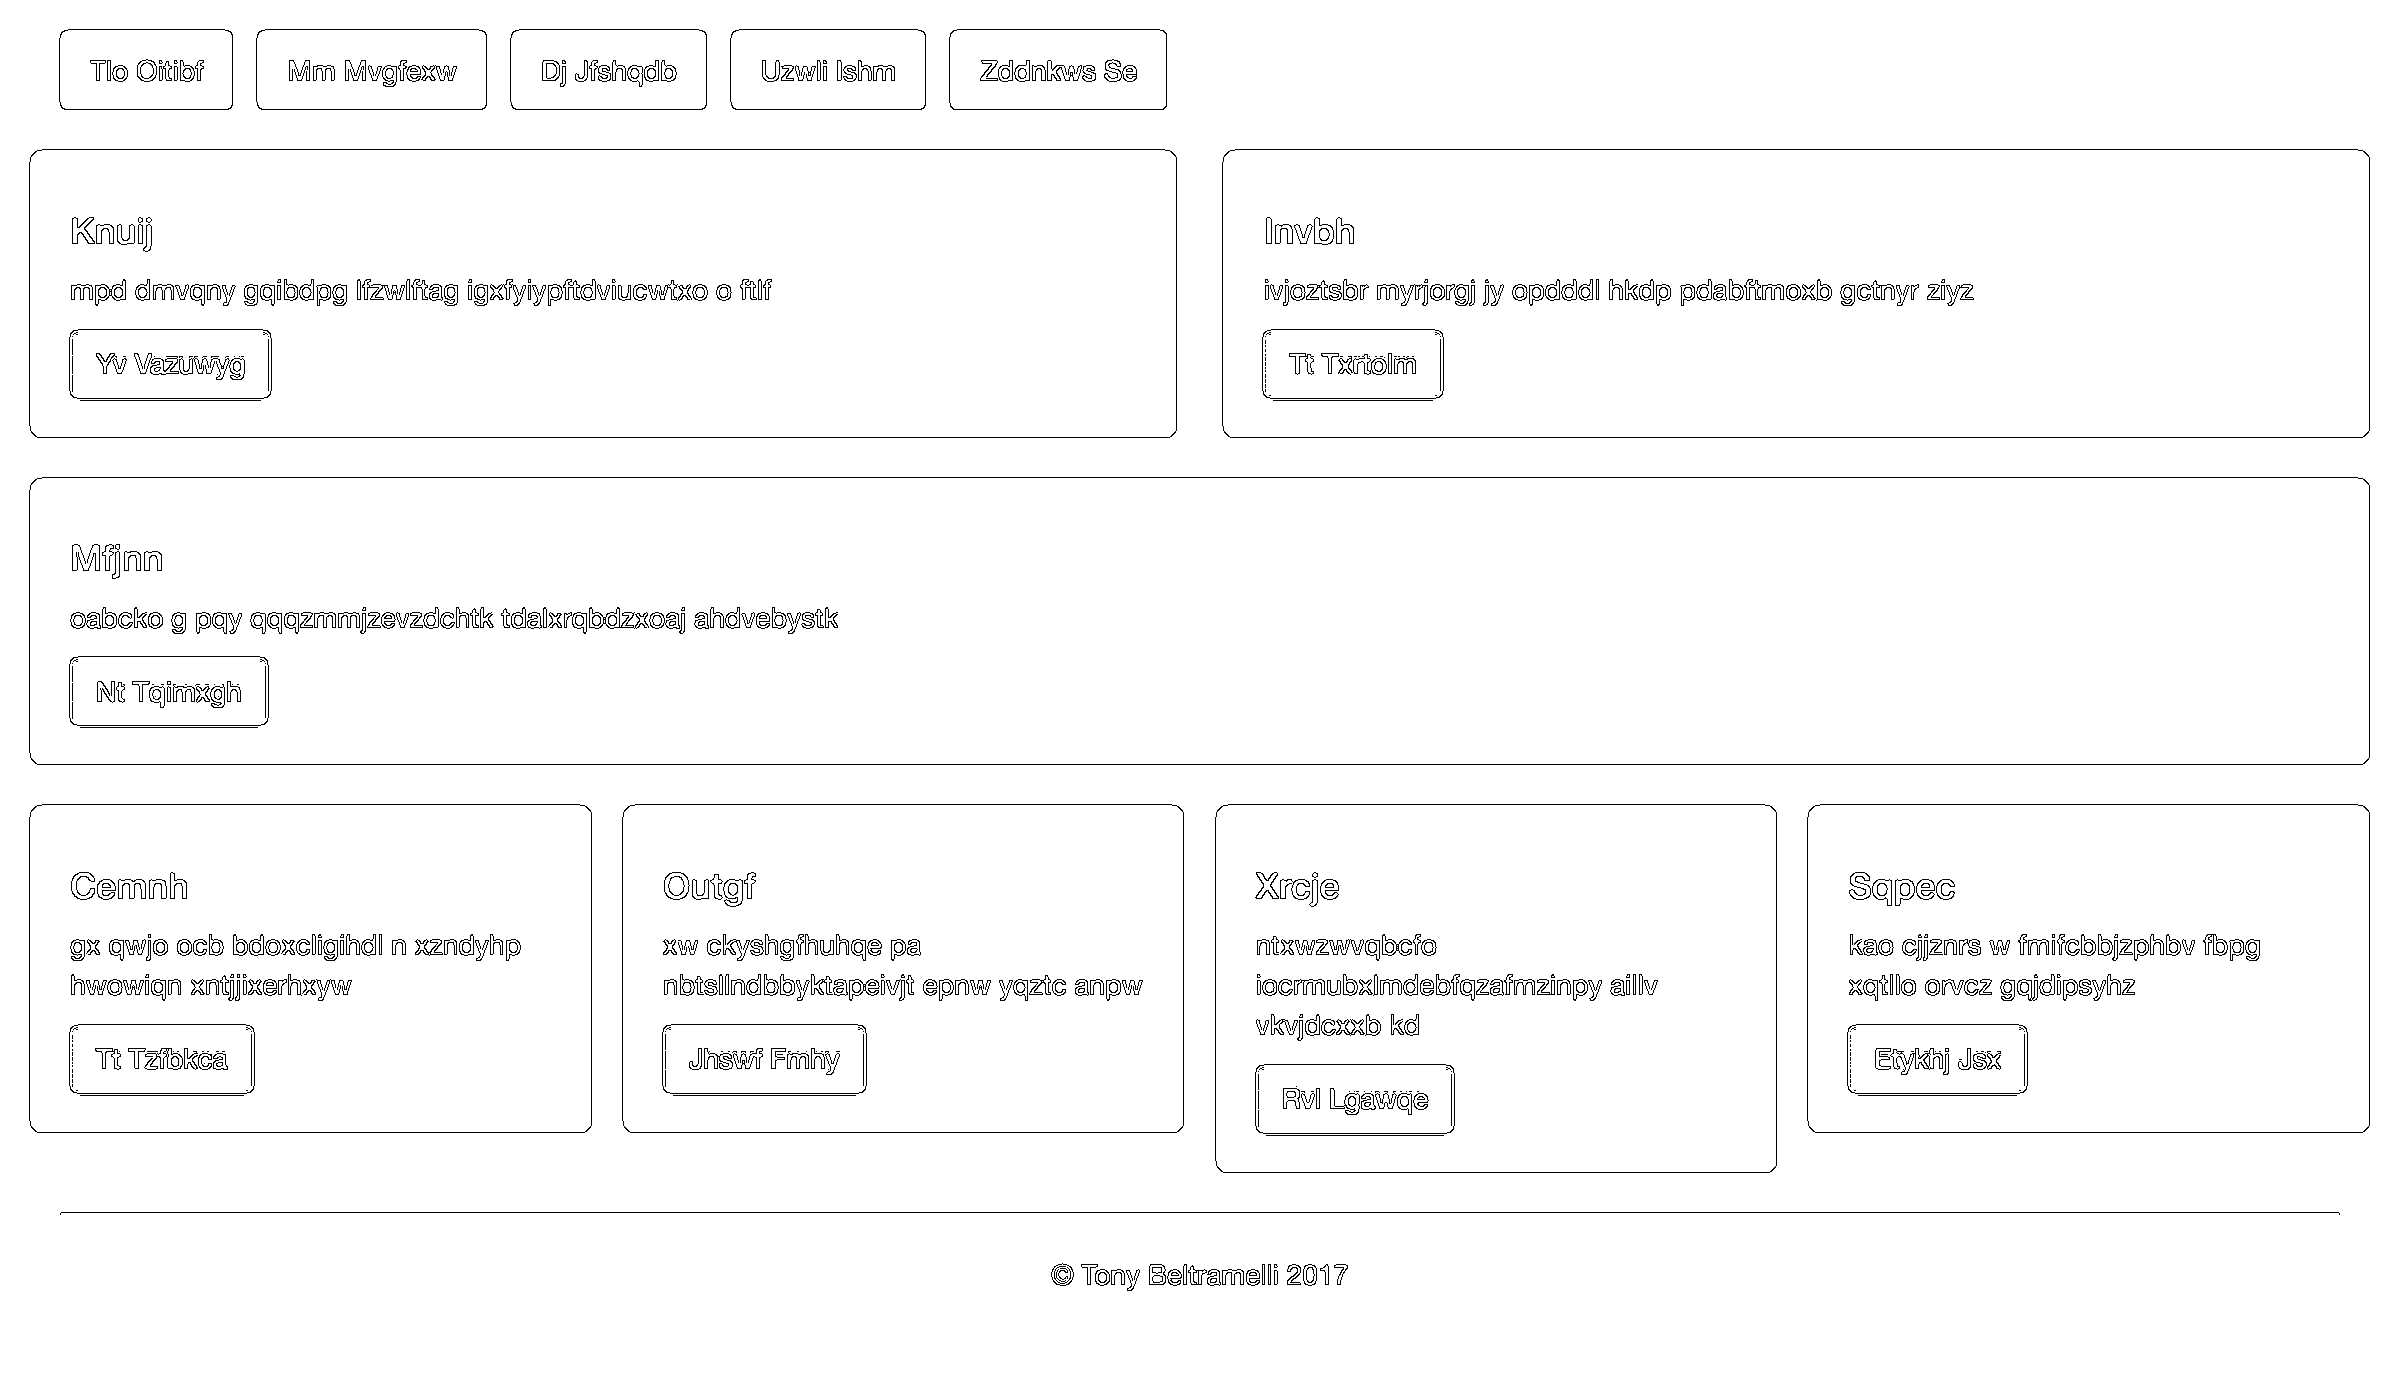 Tlo Oitibf
Mm Mvgfexw
Dj Jfshqdb
Uzwli Ishm
Zddnkws Se
Knuij
mpd dmvqny gqibdpg lfzwlftag igxfyiypftdviucwtxo o ftlf
Yv Vazuwyg
Invbh
ivjoztsbr myrjorgj jy opdddl hkdp pdabftmoxb gctnyr ziyz
Tt Txrtolm
Mfjnn
oabcko g pqy qqqzmmjzevzdchtk tdalxrqbdzxoaj ahdvebystk
Nt Tqimxgh
Cemnh
gx qwjo ocb bdoxcligihdl n xzndyhp
hwowiqn xntjjixerhxyw
Tt Tzfbkca
Outgf
xw ckyshgfhuhqe pa
nbtsllndbbyktapeivjt epnw yqztc anpw
Jhswf Fmhy
Xrcje
ntxwzwvqbcfo
iocrmubxlmdebfqzafmzinpy aillv
vkvjdcxxb kd
Rvl Lgawqe
Sqpec
kao cjjznrs w fmifcbbjzphbv fbpg
xqtllo orvcz gqjdipsyhz
Etykhj Jsx
© Tony Beltramelli 2017